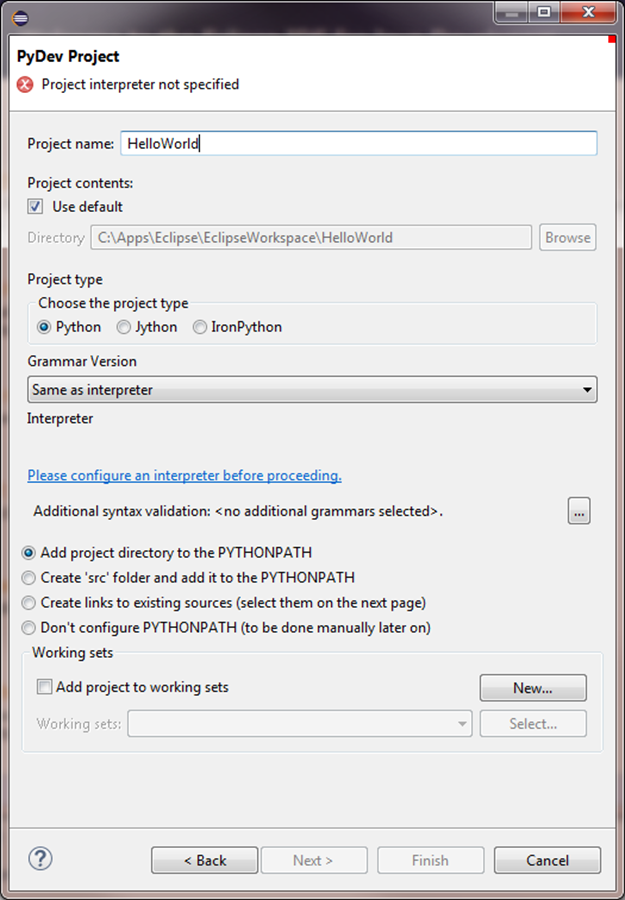 PyDev Project
Project interpreter not specified
Project name: HelloWorld
Project contents:
Use default
Directory C:\Apps\Eclipse\EclipseWorkspace\HelloWorld Browse
Project type
Choose the project type
Python Jython IronPython
Grammar Version
Same as interpreter
Interpreter
Please configure an interpreter before proceeding.
Additional syntax validation: <no additional grammars selected>. ...
Add project directory to the PYTHONPATH
Create 'src' folder and add it to the PYTHONPATH
Create links to existing sources (select them on the next page)
Don't configure PYTHONPATH (to be done manually later on)
Working sets
Add project to working sets New...
Working sets: Select...
? < Back Next > Finish Cancel